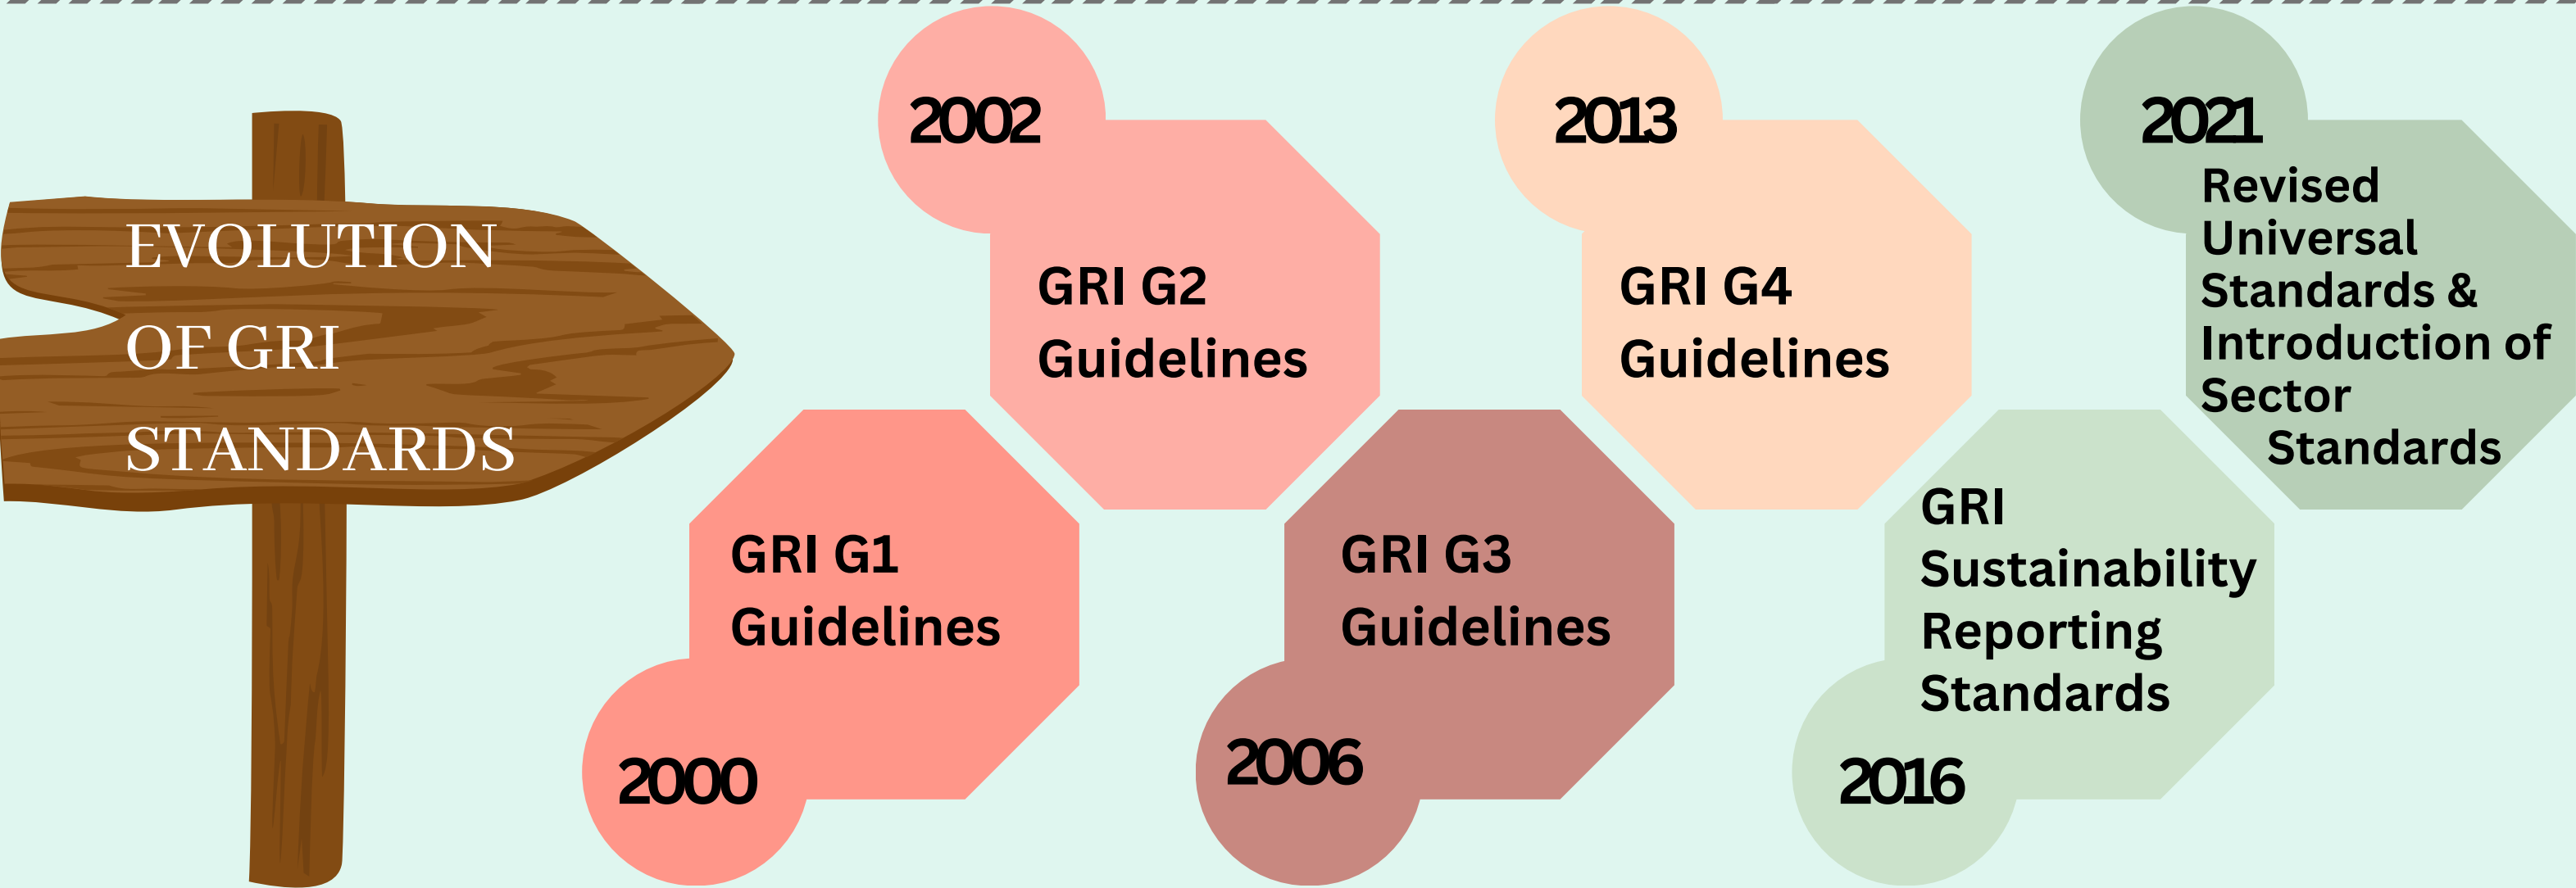 EVOLUTION
OF GRI
STANDARDS
2000
GRI G1
Guidelines
2002
GRI G2
Guidelines
2006
GRI G3
Guidelines
2013
GRI G4
Guidelines
2016
GRI
Sustainability
Reporting
Standards
2021
Revised
Universal
Standards &
Introduction of
Sector
Standards